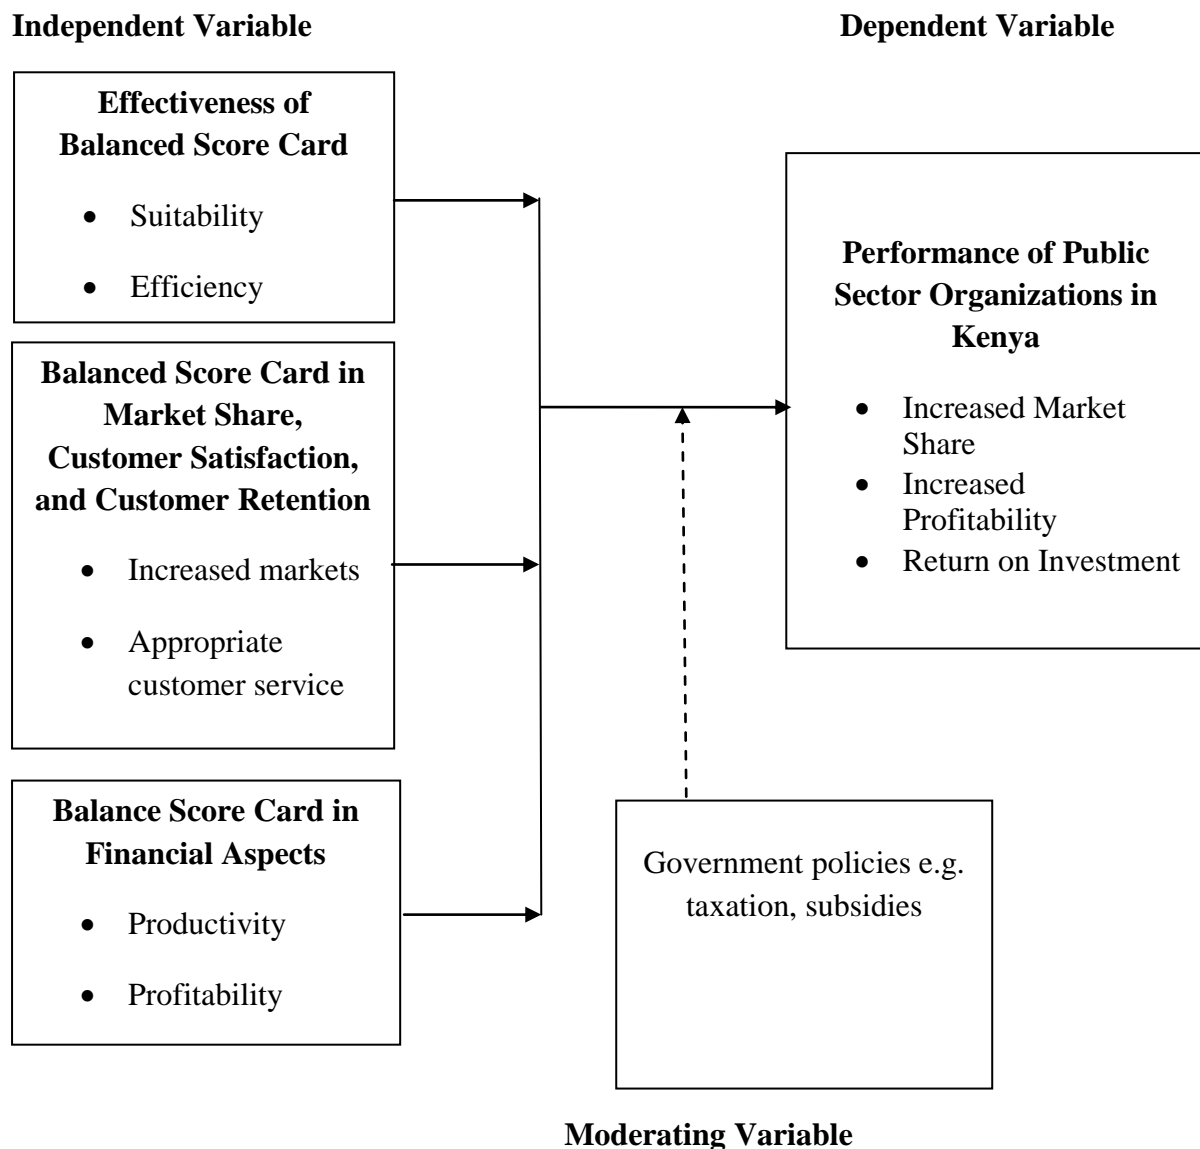 Independent Variable
Dependent Variable
Effectiveness of
Balanced Score Card
• Suitability
• Efficiency
Balanced Score Card in
Market Share,
Customer Satisfaction,
and Customer Retention
• Increased markets
• Appropriate
customer service
Balance Score Card in
Financial Aspects
• Productivity
• Profitability
Performance of Public
Sector Organizations in
Kenya
• Increased Market
Share
• Increased
Profitability
• Return on Investment
Government policies e.g.
taxation, subsidies
Moderating Variable